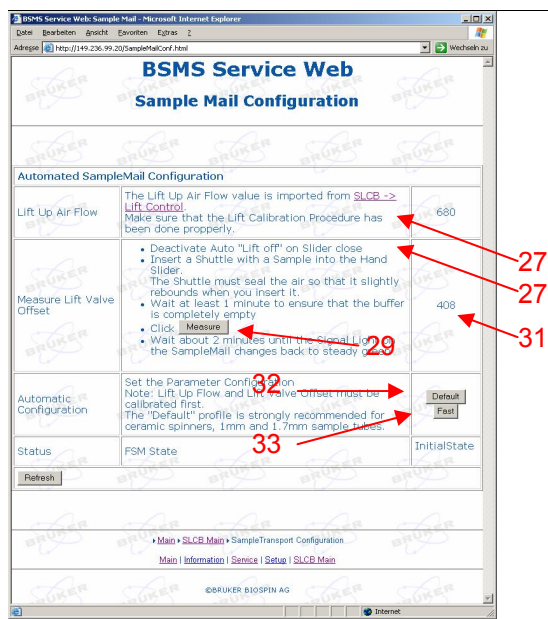 BSMS Service Web: Sample Mail - Microsoft Internet Explorer
Datei Bearbeiten Ansicht Favoriten Extras ?
Adresse http://149.236.99.20/SampleMailConf.html Wechseln zu
BSMS Service Web
Sample Mail Configuration
Automated SampleMail Configuration
Lift Up Air Flow
The Lift Up Air Flow value is imported from SLCB ->
Lift Control.
Make sure that the Lift Calibration Procedure has
been done propperly.
680
27
Measure Lift Valve
Offset
• Deactivate Auto "Lift off" on Slider close
• Insert a Shuttle with a Sample into the Hand
Slider.
The Shuttle must seal the air so that it slightly
rebounds when you insert it.
• Wait at least 1 minute to ensure that the buffer
is completely empty
• Click Measure
• Wait about 2 minutes until the Signal Light on
the SampleMail changes back to steady green
408
27
31
29
32
Automatic
Configuration
Set the Parameter Configuration
Note: Lift Up Flow and Lift Valve Offset must be
calibrated first.
The "Default" profile is strongly recommended for
ceramic spinners, 1mm and 1.7mm sample tubes.
Default
Fast
33
Status
FSM State
InitialState
Refresh
Main SLCB Main SampleTransport Configuration
Main | Information | Service | Setup | SLCB Main
©BRUKER BIOSPIN AG
Internet
BRUKER